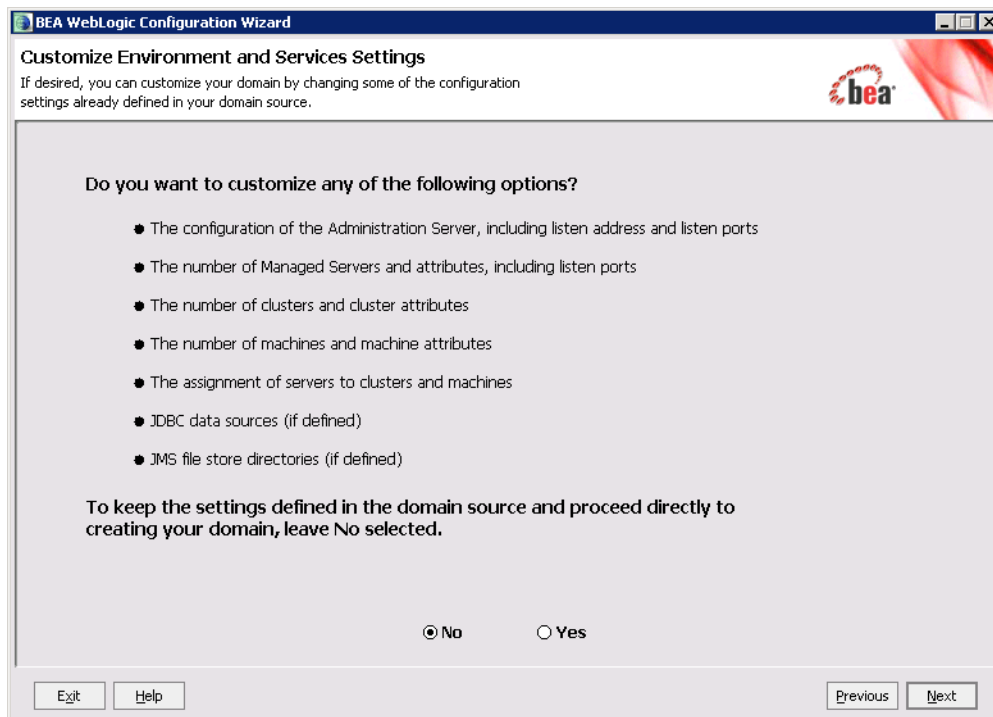 BEA WebLogic Configuration Wizard
Customize Environment and Services Settings
If desired, you can customize your domain by changing some of the configuration
settings already defined in your domain source.
bea
Do you want to customize any of the following options?
The configuration of the Administration Server, including listen address and listen ports
The number of Managed Servers and attributes, including listen ports
The number of clusters and cluster attributes
The number of machines and machine attributes
The assignment of servers to clusters and machines
JDBC data sources (if defined)
JMS file store directories (if defined)
To keep the settings defined in the domain source and proceed directly to
creating your domain, leave No selected.
No Yes
Exit Help Previous Next